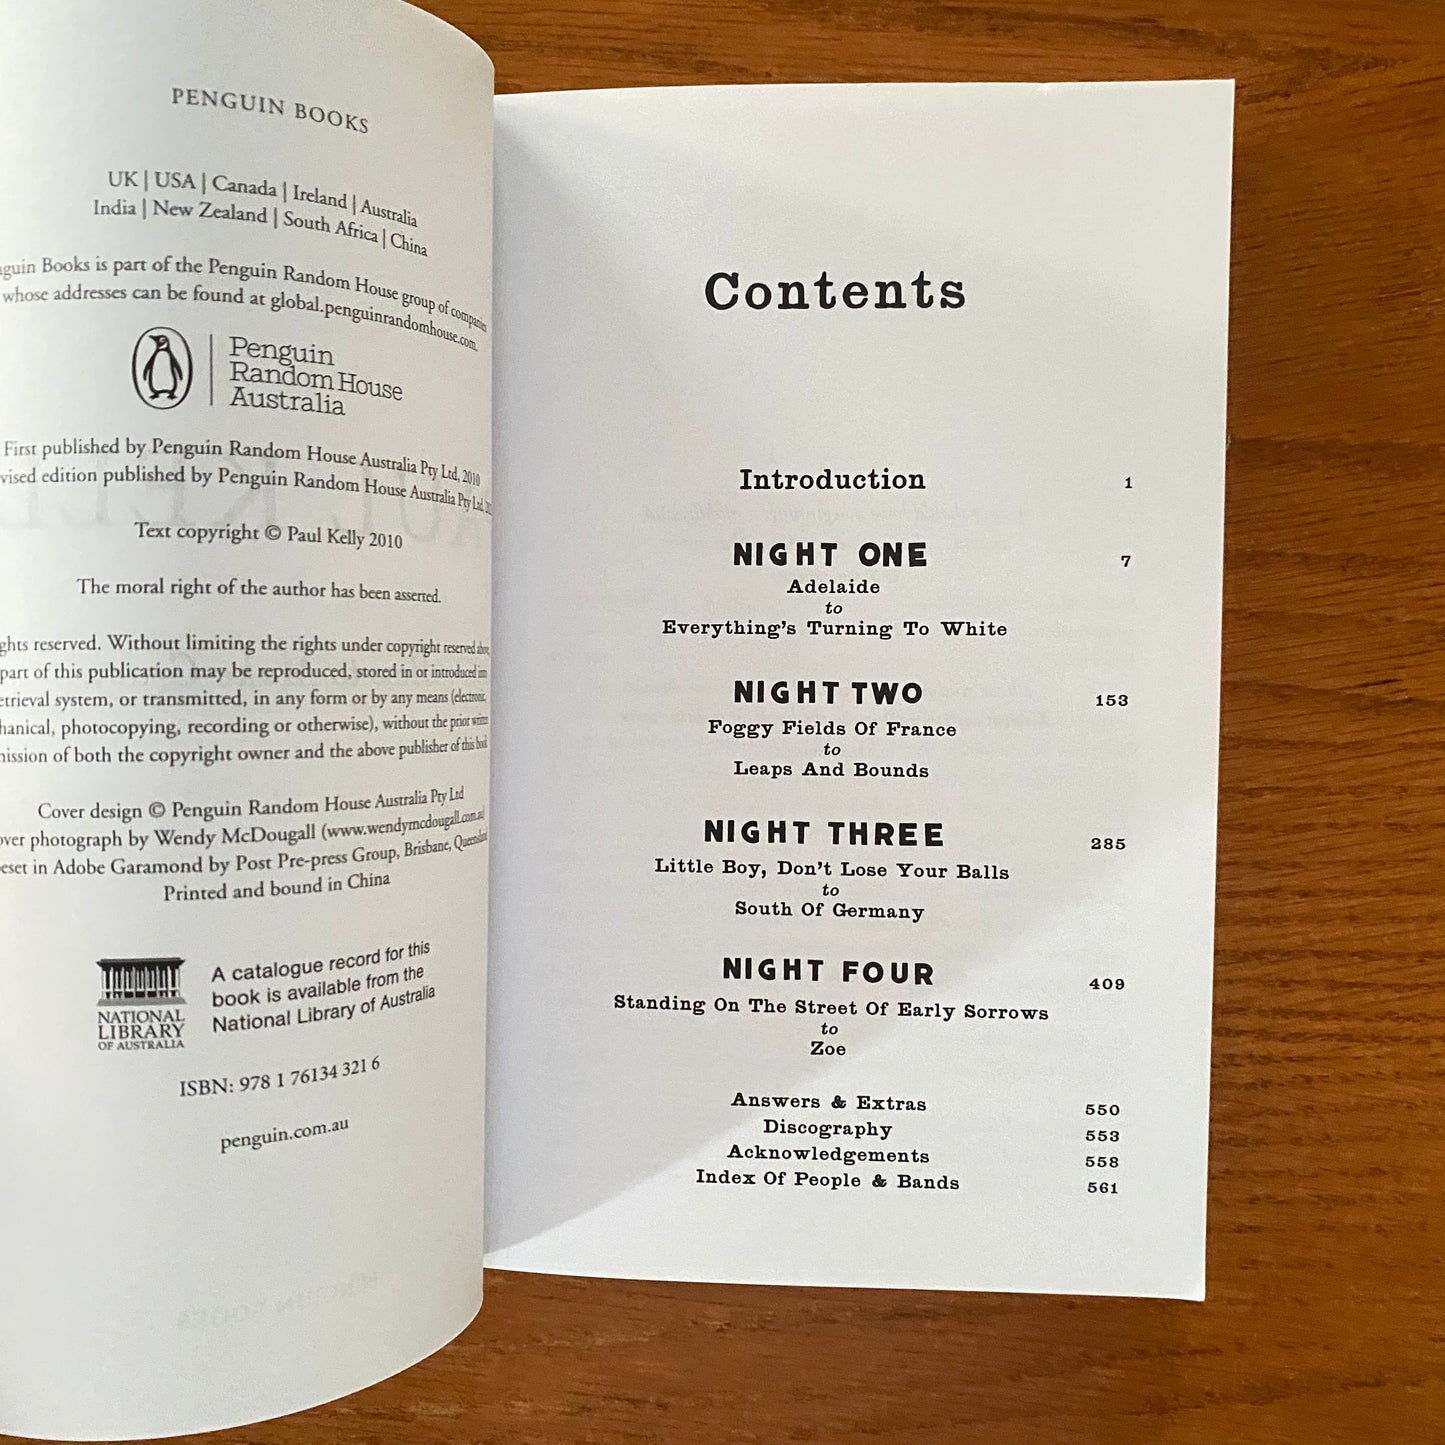 PENGUIN BOOKS
UK | USA | Canada | Ireland | Australia
India | New Zealand | South Africa | China
guin Books is part of the Penguin Random House group of companies
whose addresses can be found at global.penguinrandomhouse.com.
Penguin
Random House
Australia
First published by Penguin Random House Australia Pty Ltd, 2010
vised edition published by Penguin Random House Australia Pty Ltd,
Text copyright © Paul Kelly 2010
The moral right of the author has been asserted.
ghts reserved. Without limiting the rights under copyright reserved above,
part of this publication may be reproduced, stored in or introduced into
etrieval system, or transmitted, in any form or by any means (electronic,
hanical, photocopying, recording or otherwise), without the prior written
mission of both the copyright owner and the above publisher of this book
Cover design © Penguin Random House Australia Pty Ltd
over photograph by Wendy McDougall (www.wendymcdougall.com.au)
eset in Adobe Garamond by Post Pre-press Group, Brisbane, Queensland
Printed and bound in China
NATIONAL
LIBRARY
OF AUSTRALIA
A catalogue record for this
book is available from the
National Library of Australia
ISBN: 978 1 76134 321 6
penguin.com.au
Contents
Introduction 1
NIGHT ONE 7
Adelaide
to
Everything's Turning To White
NIGHT TWO 153
Foggy Fields Of France
to
Leaps And Bounds
NIGHT THREE 285
Little Boy, Don't Lose Your Balls
to
South Of Germany
NIGHT FOUR 409
Standing On The Street Of Early Sorrows
to
Zoe
Answers & Extras 550
Discography 553
Acknowledgements 558
Index Of People & Bands 561